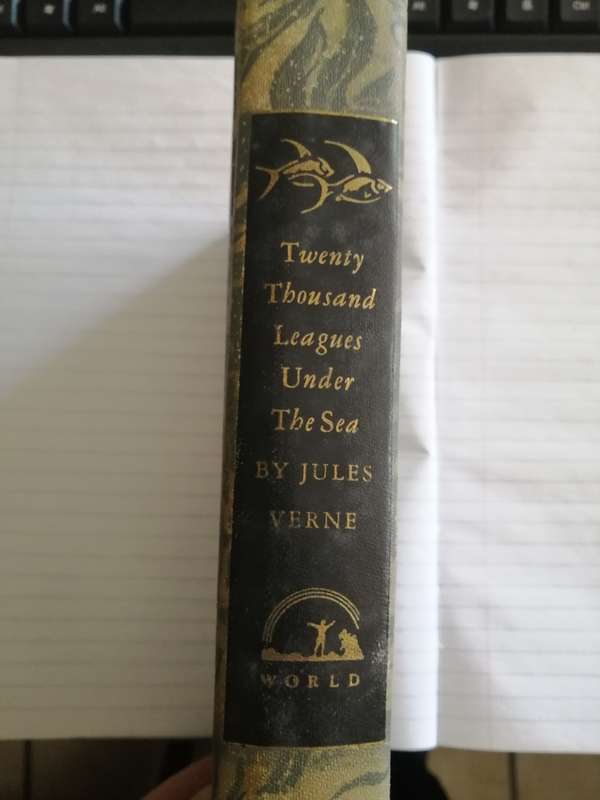 Twenty
Thousand
Leagues
Under
The Sea
BY JULES
VERNE
WORLD